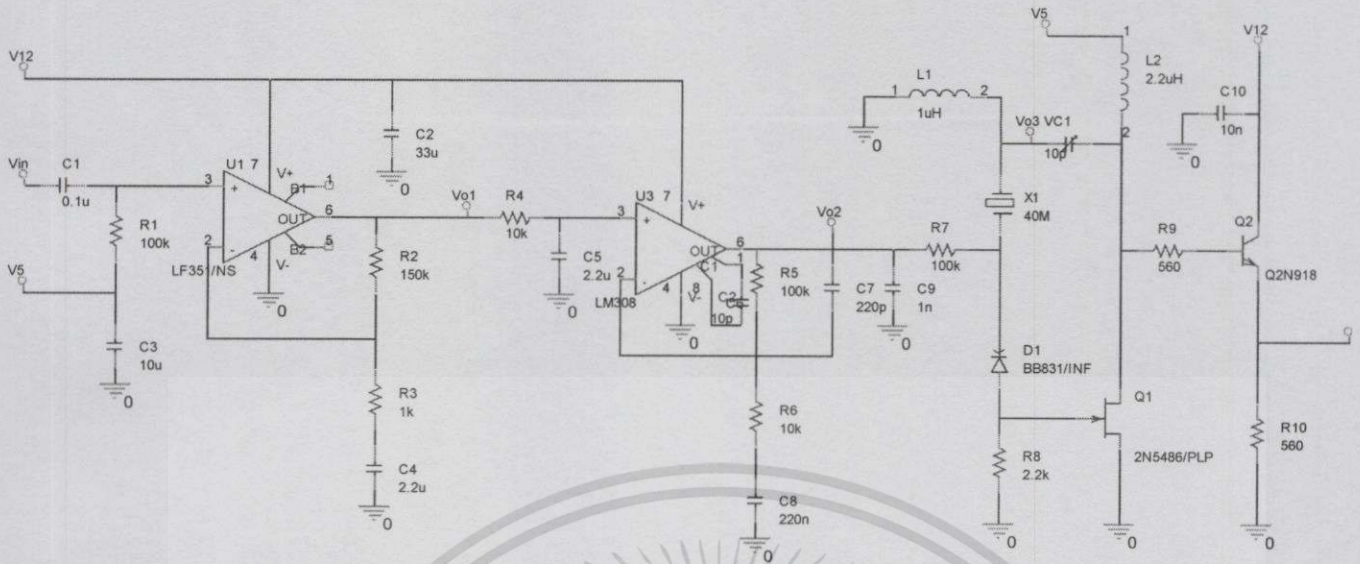 V12
Vin
C1
0.1u
R1
100k
V5
C3
10u
0
U1 7
3
+
2
-
V+
B1
1
OUT
6
B2
5
V-
4
LF351/NS
0
C2
33u
0
R2
150k
R3
1k
C4
2.2u
0
Vo1
R4
10k
C5
2.2u
0
U3 7
3
+
2
-
V+
OUT
6
1
C1
8
4
V-
LM308
0
10p
R5
100k
R6
10k
C8
220n
0
Vo2
C7
220p
C9
1n
0
R7
100k
L1
1
2
1uH
0
Vo3 VC1
10p
X1
40M
D1
BB831/INF
R8
2.2k
0
V5
1
L2
2.2uH
2
Q1
2N5486/PLP
0
R9
560
V12
C10
10n
0
Q2
Q2N918
R10
560
0